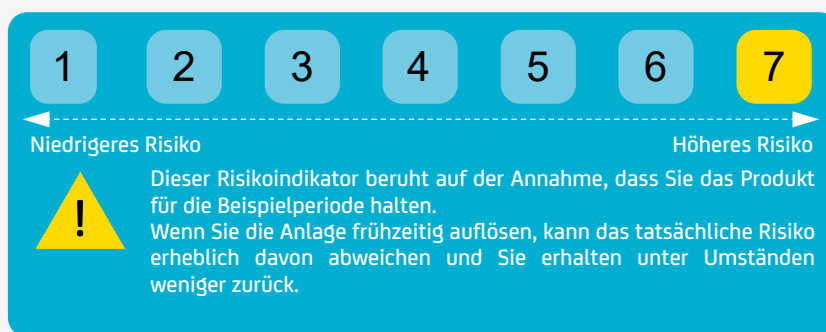 1 2 3 4 5 6 7
Niedrigeres Risiko Höheres Risiko
!
Dieser Risikoindikator beruht auf der Annahme, dass Sie das Produkt
für die Beispielperiode halten.
Wenn Sie die Anlage frühzeitig auflösen, kann das tatsächliche Risiko
erheblich davon abweichen und Sie erhalten unter Umständen
weniger zurück.